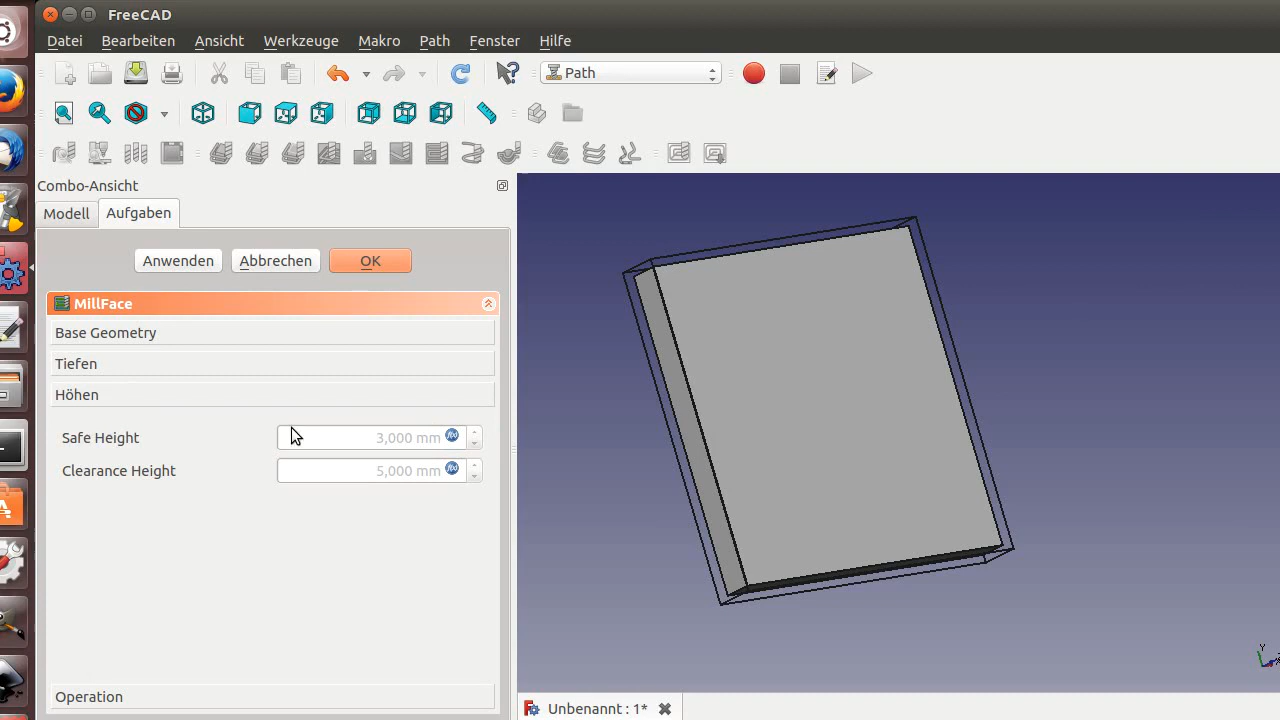 FreeCAD
Datei Bearbeiten Ansicht Werkzeuge Makro Path Fenster Hilfe
Path
Combo-Ansicht
Modell Aufgaben
Anwenden Abbrechen OK
MillFace
Base Geometry
Tiefen
Höhen
Safe Height 3,000 mm
Clearance Height 5,000 mm
Operation
Benannt : 1*